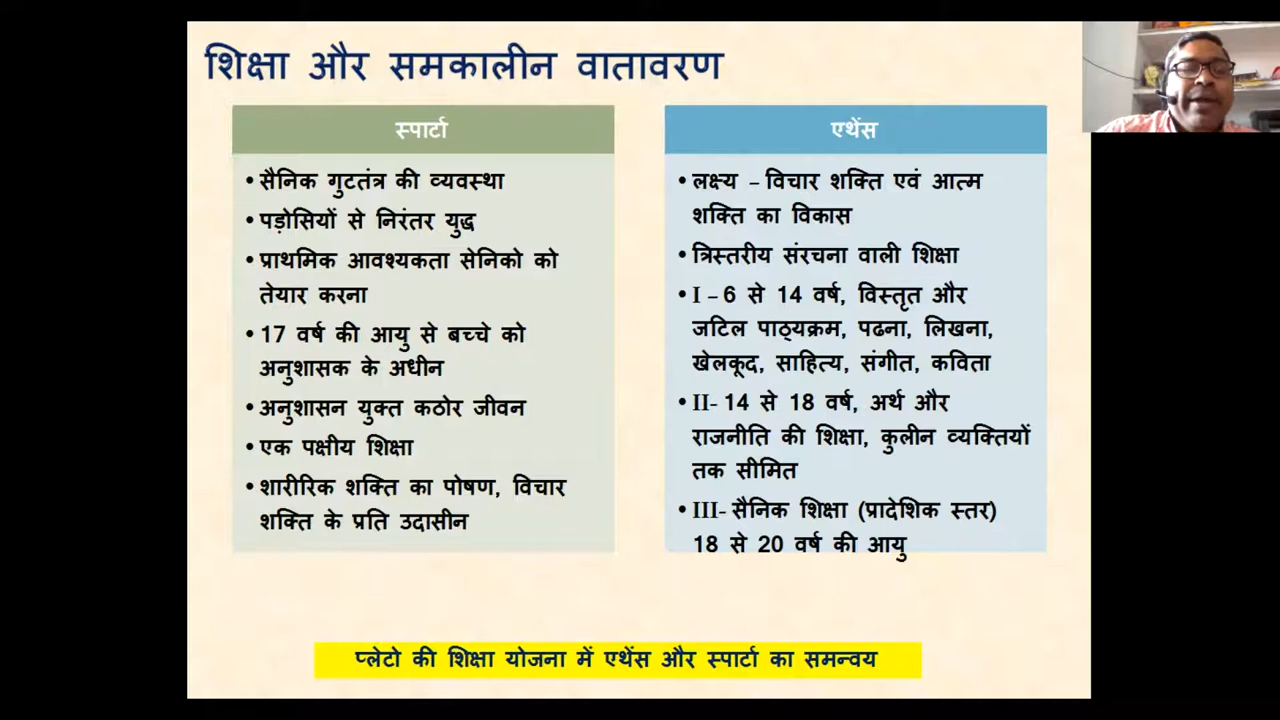 शिक्षा और समकालीन वातावरण
स्पार्टा
• सैनिक गुटतंत्र की व्यवस्था
• पड़ोसियों से निरंतर युद्ध
• प्राथमिक आवश्यकता सेनिको को
तेयार करना
• 17 वर्ष की आयु से बच्चे को
अनुशासक के अधीन
• अनुशासन युक्त कठोर जीवन
• एक पक्षीय शिक्षा
• शारीरिक शक्ति का पोषण, विचार
शक्ति के प्रति उदासीन
एथेंस
• लक्ष्य – विचार शक्ति एवं आत्म
शक्ति का विकास
• त्रिस्तरीय संरचना वाली शिक्षा
• I – 6 से 14 वर्ष, विस्तृत और
जटिल पाठ्यक्रम, पढना, लिखना,
खेलकूद, साहित्य, संगीत, कविता
• II- 14 से 18 वर्ष, अर्थ और
राजनीति की शिक्षा, कुलीन व्यक्तियों
तक सीमित
• III- सैनिक शिक्षा (प्रादेशिक स्तर)
18 से 20 वर्ष की आयु
प्लेटो की शिक्षा योजना में एथेंस और स्पार्टा का समन्वय